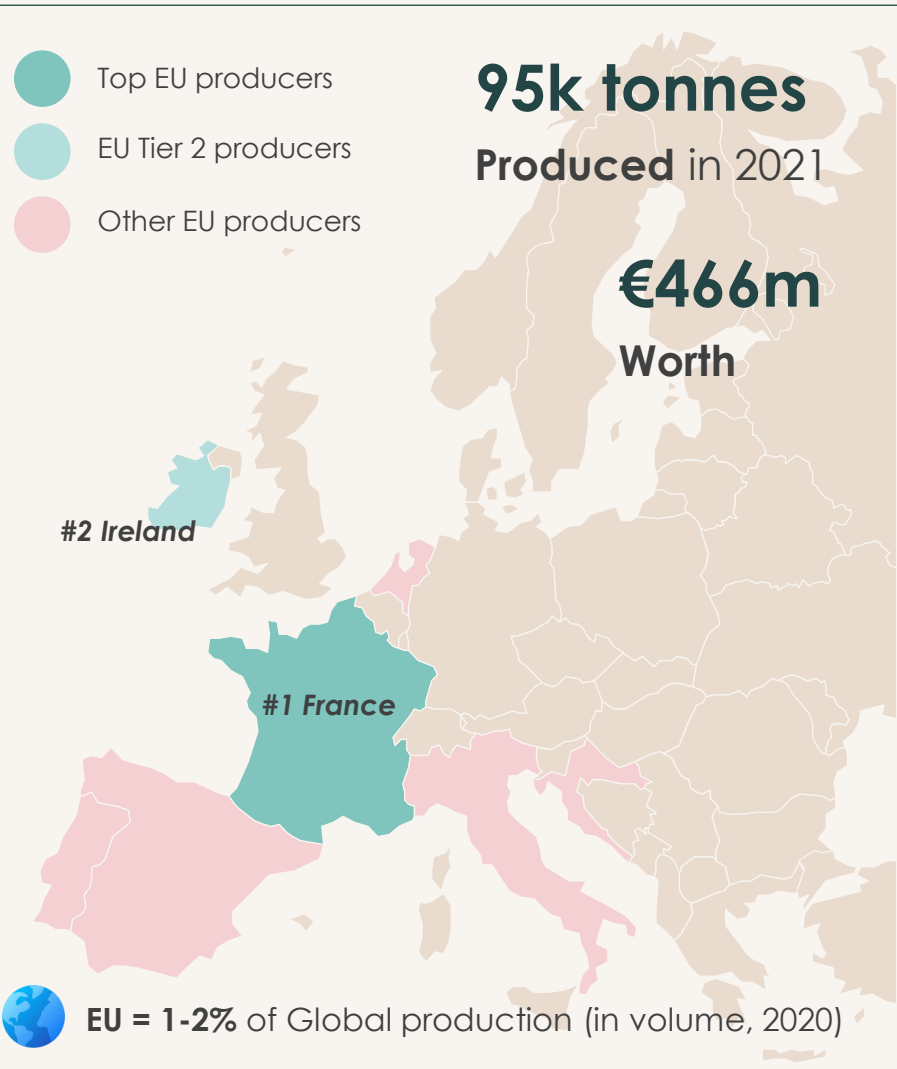 Top EU producers
EU Tier 2 producers
Other EU producers
95k tonnes
Produced in 2021
€466m
Worth
#2 Ireland
#1 France
EU = 1-2% of Global production (in volume, 2020)